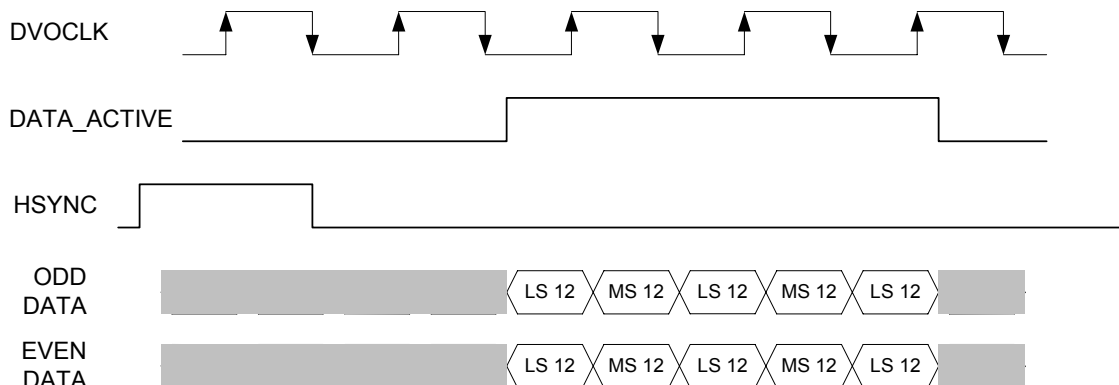 DVOCLK
DATA_ACTIVE
HSYNC
ODD
DATA
LS 12 MS 12 LS 12 MS 12 LS 12
EVEN
DATA
LS 12 MS 12 LS 12 MS 12 LS 12